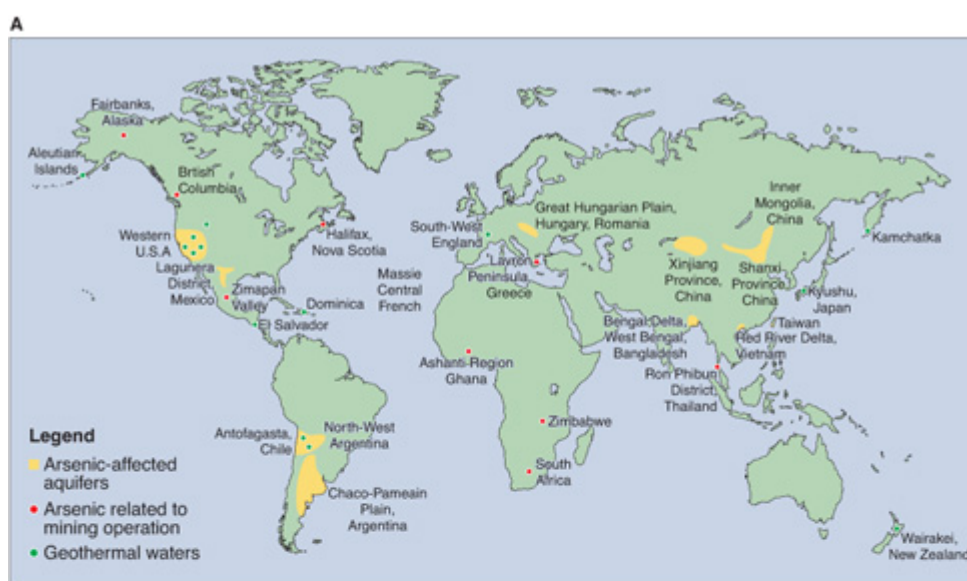 A
Fairbanks,
Alaska
Aleutian
Islands
Brtish
Columbia
Western
U.S.A
Halifax,
Nova Scotia
Lagunera
District,
Mexico
Zimapan
Valley
Dominica
El Salvador
Massie
Central
French
South-West
England
Great Hungarian Plain,
Hungary, Romania
Lavrion
Peninsula,
Greece
Inner
Mongolia,
China
Xinjiang
Province,
China
Shanxi
Province,
China
Kamchatka
Kyushu,
Japan
Bengal Delta,
West Bengal,
Bangladesh
Taiwan
Red River Delta,
Vietnam
Ron Phibun
District,
Thailand
Ashanti Region
Ghana
Zimbabwe
South
Africa
Antofagasta,
Chile
North-West
Argentina
Chaco-Pameain
Plain,
Argentina
Wairakei,
New Zealand
Legend
Arsenic-affected
aquifers
Arsenic related to
mining operation
Geothermal waters